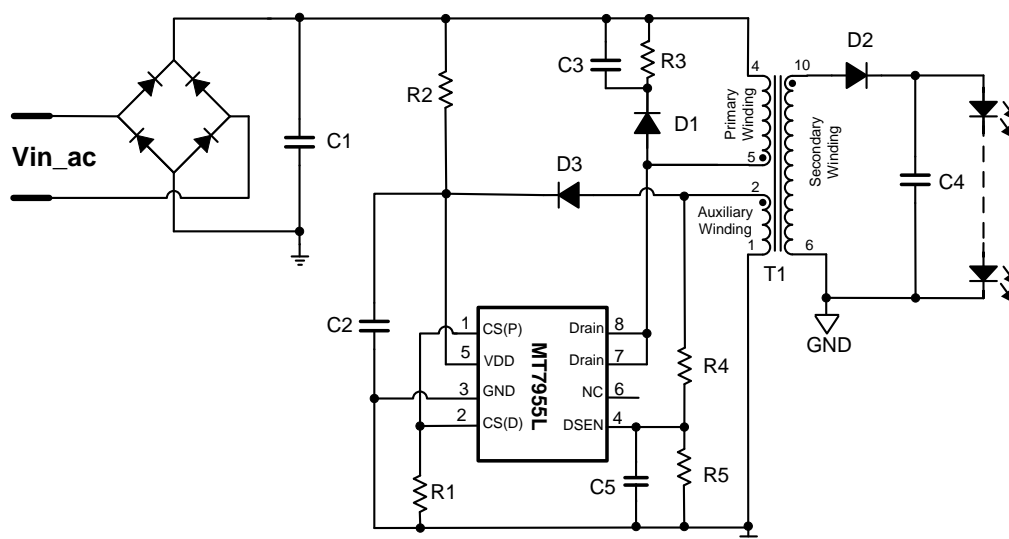 Vin_ac
C1
R2
C3
R3
D1
D3
4
Primary
Winding
5
2
Auxiliary
Winding
1
T1
10
Secondary
Winding
6
D2
C4
GND
C2
1
CS(P)
5
VDD
3
GND
2
CS(D)
MT7955L
Drain
8
Drain
7
NC
6
DSEN
4
R1
C5
R4
R5